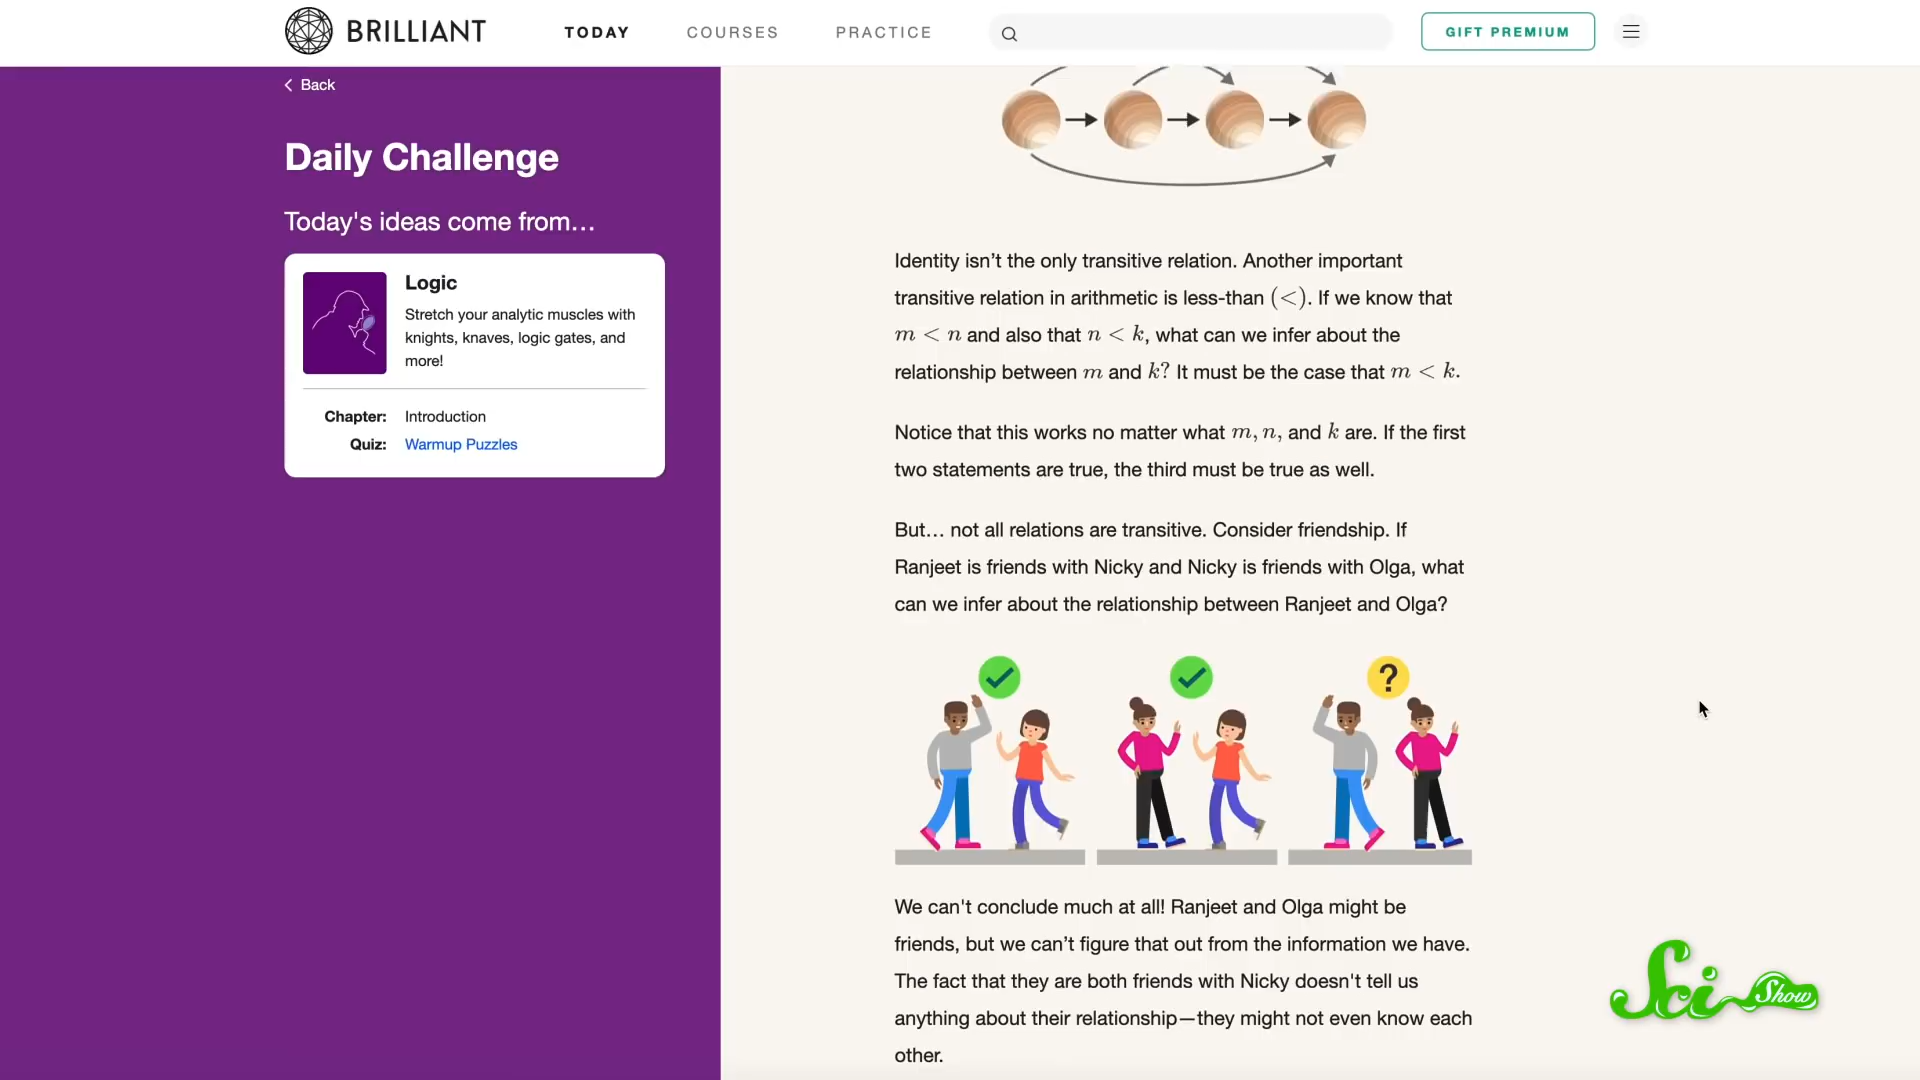 BRILLIANT
TODAY
COURSES
PRACTICE
GIFT PREMIUM
Back
Daily Challenge
Today's ideas come from...
Logic
Stretch your analytic muscles with
knights, knaves, logic gates, and
more!
Chapter: Introduction
Quiz: Warmup Puzzles
Identity isn’t the only transitive relation. Another important
transitive relation in arithmetic is less-than (<). If we know that
m < n and also that n < k, what can we infer about the
relationship between m and k? It must be the case that m < k.
Notice that this works no matter what m, n, and k are. If the first
two statements are true, the third must be true as well.
But... not all relations are transitive. Consider friendship. If
Ranjeet is friends with Nicky and Nicky is friends with Olga, what
can we infer about the relationship between Ranjeet and Olga?
?
We can't conclude much at all! Ranjeet and Olga might be
friends, but we can’t figure that out from the information we have.
The fact that they are both friends with Nicky doesn't tell us
anything about their relationship—they might not even know each
other.
Sci Show